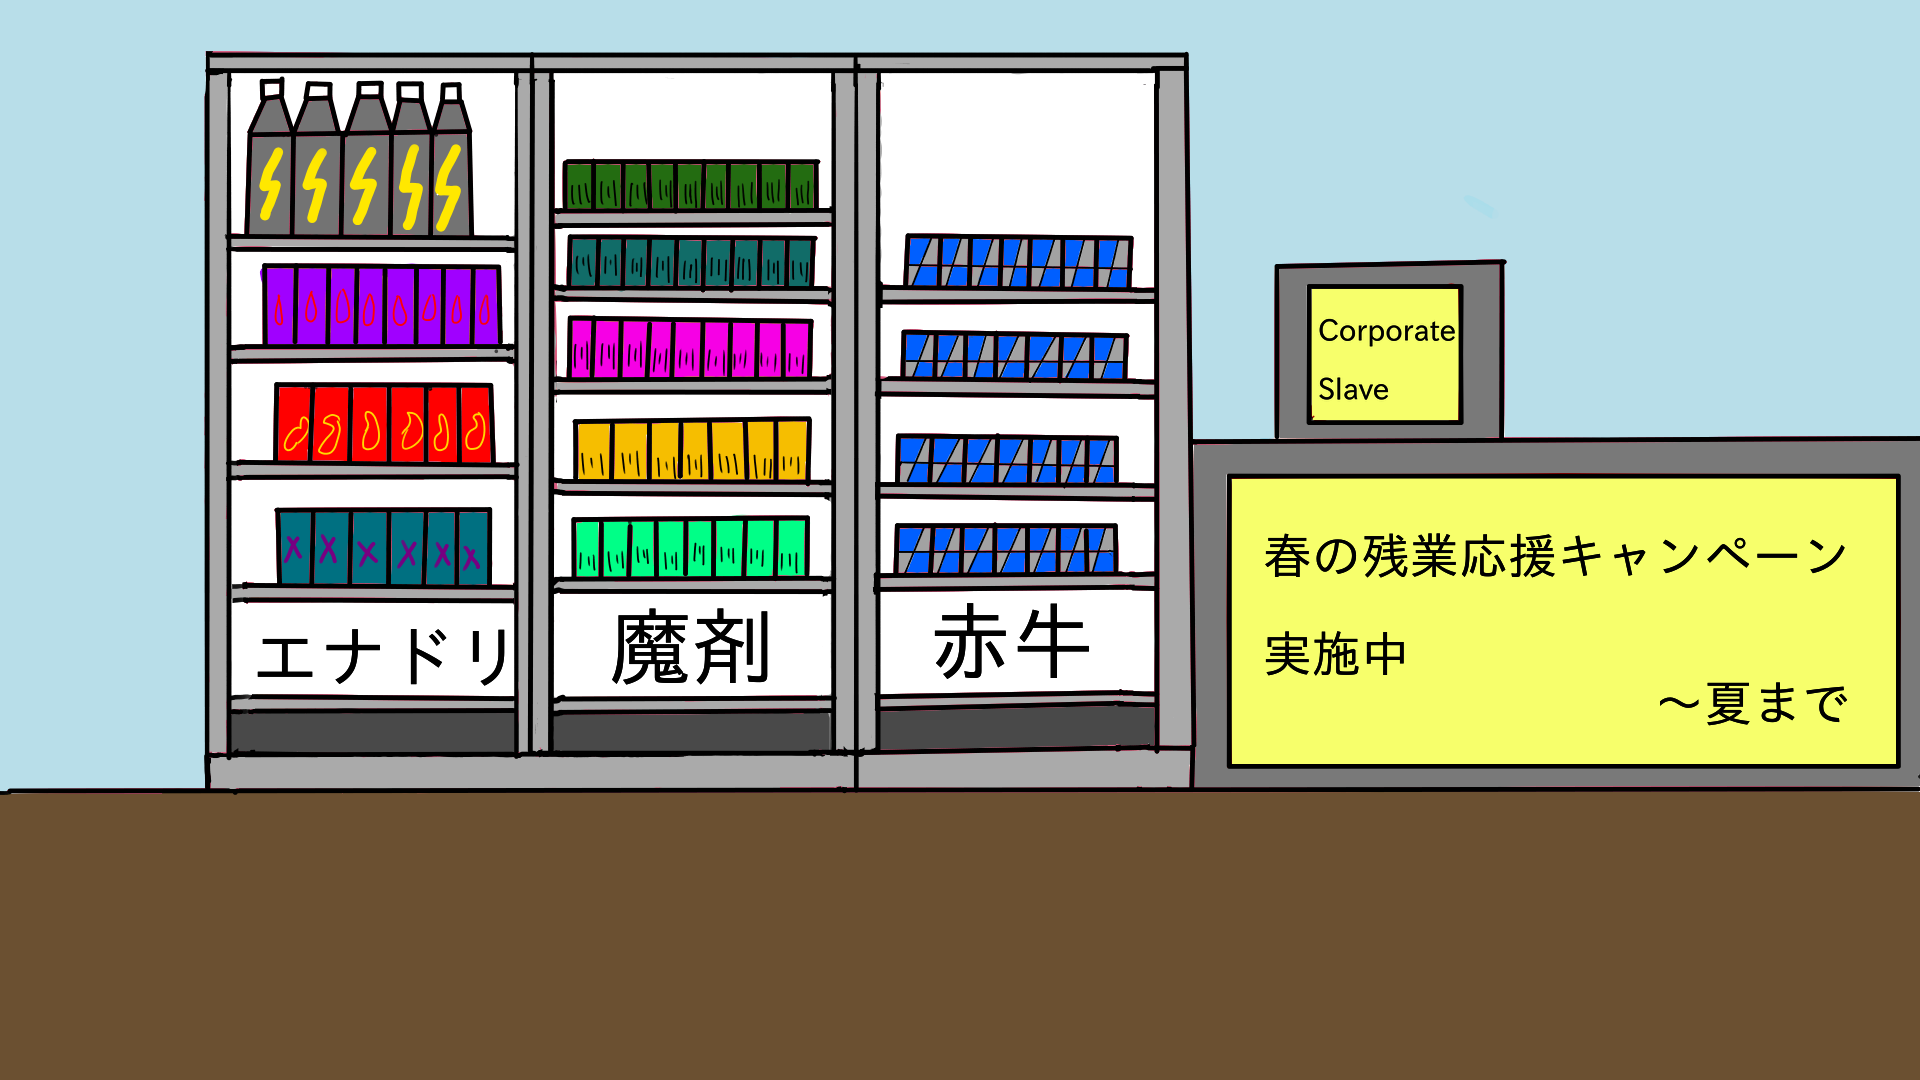 エナドリ
魔剤
赤牛
Corporate
Slave
春の残業応援キャンペーン
実施中
～夏まで